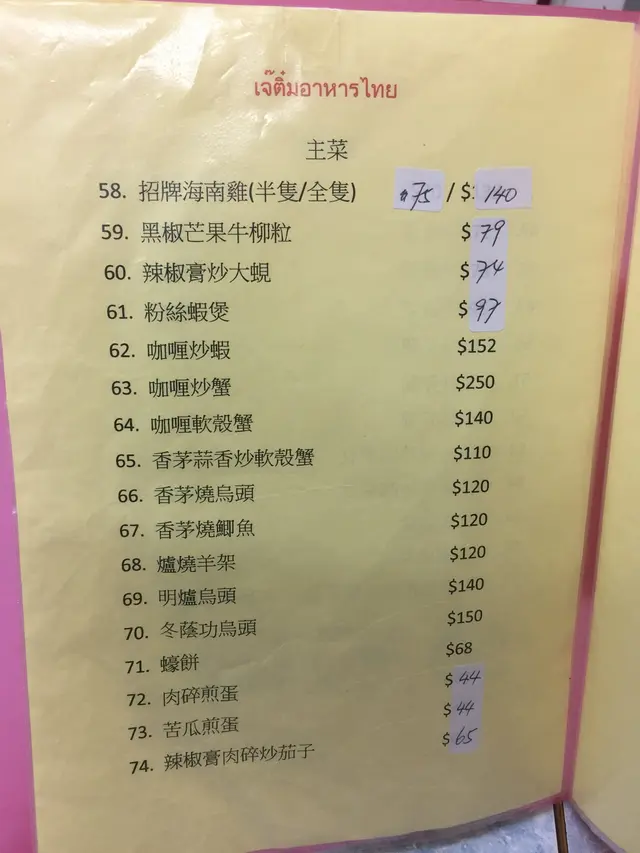 เจ๊ติ๋มอาหารไทย
主菜
58. 招牌海南雞(半隻/全隻) $75 / $140
59. 黑椒芒果牛柳粒 $79
60. 辣椒膏炒大蜆 $74
61. 粉絲蝦煲 $97
62. 咖喱炒蝦 $152
63. 咖喱炒蟹 $250
64. 咖喱軟殼蟹 $140
65. 香茅蒜香炒軟殼蟹 $110
66. 香茅燒烏頭 $120
67. 香茅燒鯽魚 $120
68. 爐燒羊架 $120
69. 明爐烏頭 $140
70. 冬蔭功烏頭 $150
71. 蠔餅 $68
72. 肉碎煎蛋 $44
73. 苦瓜煎蛋 $44
74. 辣椒膏肉碎炒茄子 $65